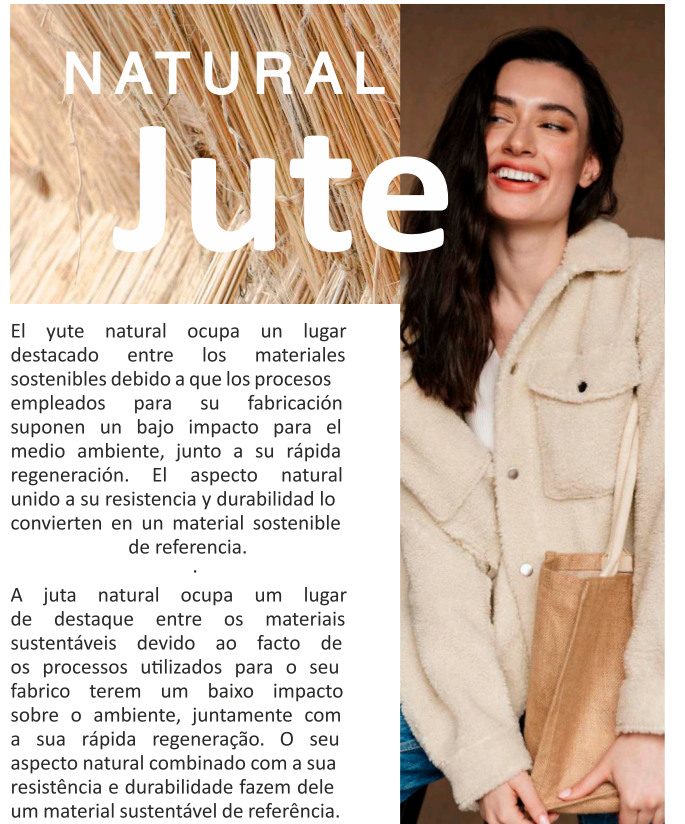 NATURAL
Jute
El yute natural ocupa un lugar
destacado entre los materiales
sostenibles debido a que los procesos
empleados para su fabricación
suponen un bajo impacto para el
medio ambiente, junto a su rápida
regeneración. El aspecto natural
unido a su resistencia y durabilidad lo
convierten en un material sostenible
de referencia.
.
A juta natural ocupa um lugar
de destaque entre os materiais
sustentáveis devido ao facto de
os processos utilizados para o seu
fabrico terem um baixo impacto
sobre o ambiente, juntamente com
a sua rápida regeneração. O seu
aspecto natural combinado com a sua
resistência e durabilidade fazem dele
um material sustentável de referência.